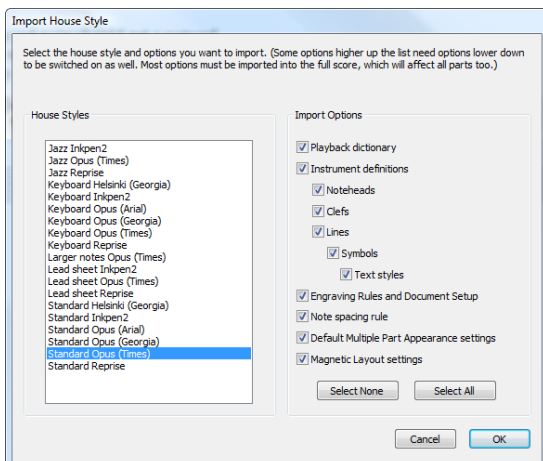 Import House Style
Select the house style and options you want to import. (Some options higher up the list need options lower down
to be switched on as well. Most options must be imported into the full score, which will affect all parts too.)
House Styles
Jazz Inkpen2
Jazz Opus (Times)
Jazz Reprise
Keyboard Helsinki (Georgia)
Keyboard Inkpen2
Keyboard Opus (Arial)
Keyboard Opus (Georgia)
Keyboard Opus (Times)
Keyboard Reprise
Larger notes Opus (Times)
Lead sheet Inkpen2
Lead sheet Opus (Times)
Lead sheet Reprise
Standard Helsinki (Georgia)
Standard Inkpen2
Standard Opus (Arial)
Standard Opus (Georgia)
Standard Opus (Times)
Standard Reprise
Import Options
Playback dictionary
Instrument definitions
Noteheads
Clefs
Lines
Symbols
Text styles
Engraving Rules and Document Setup
Note spacing rule
Default Multiple Part Appearance settings
Magnetic Layout settings
Select None
Select All
Cancel
OK